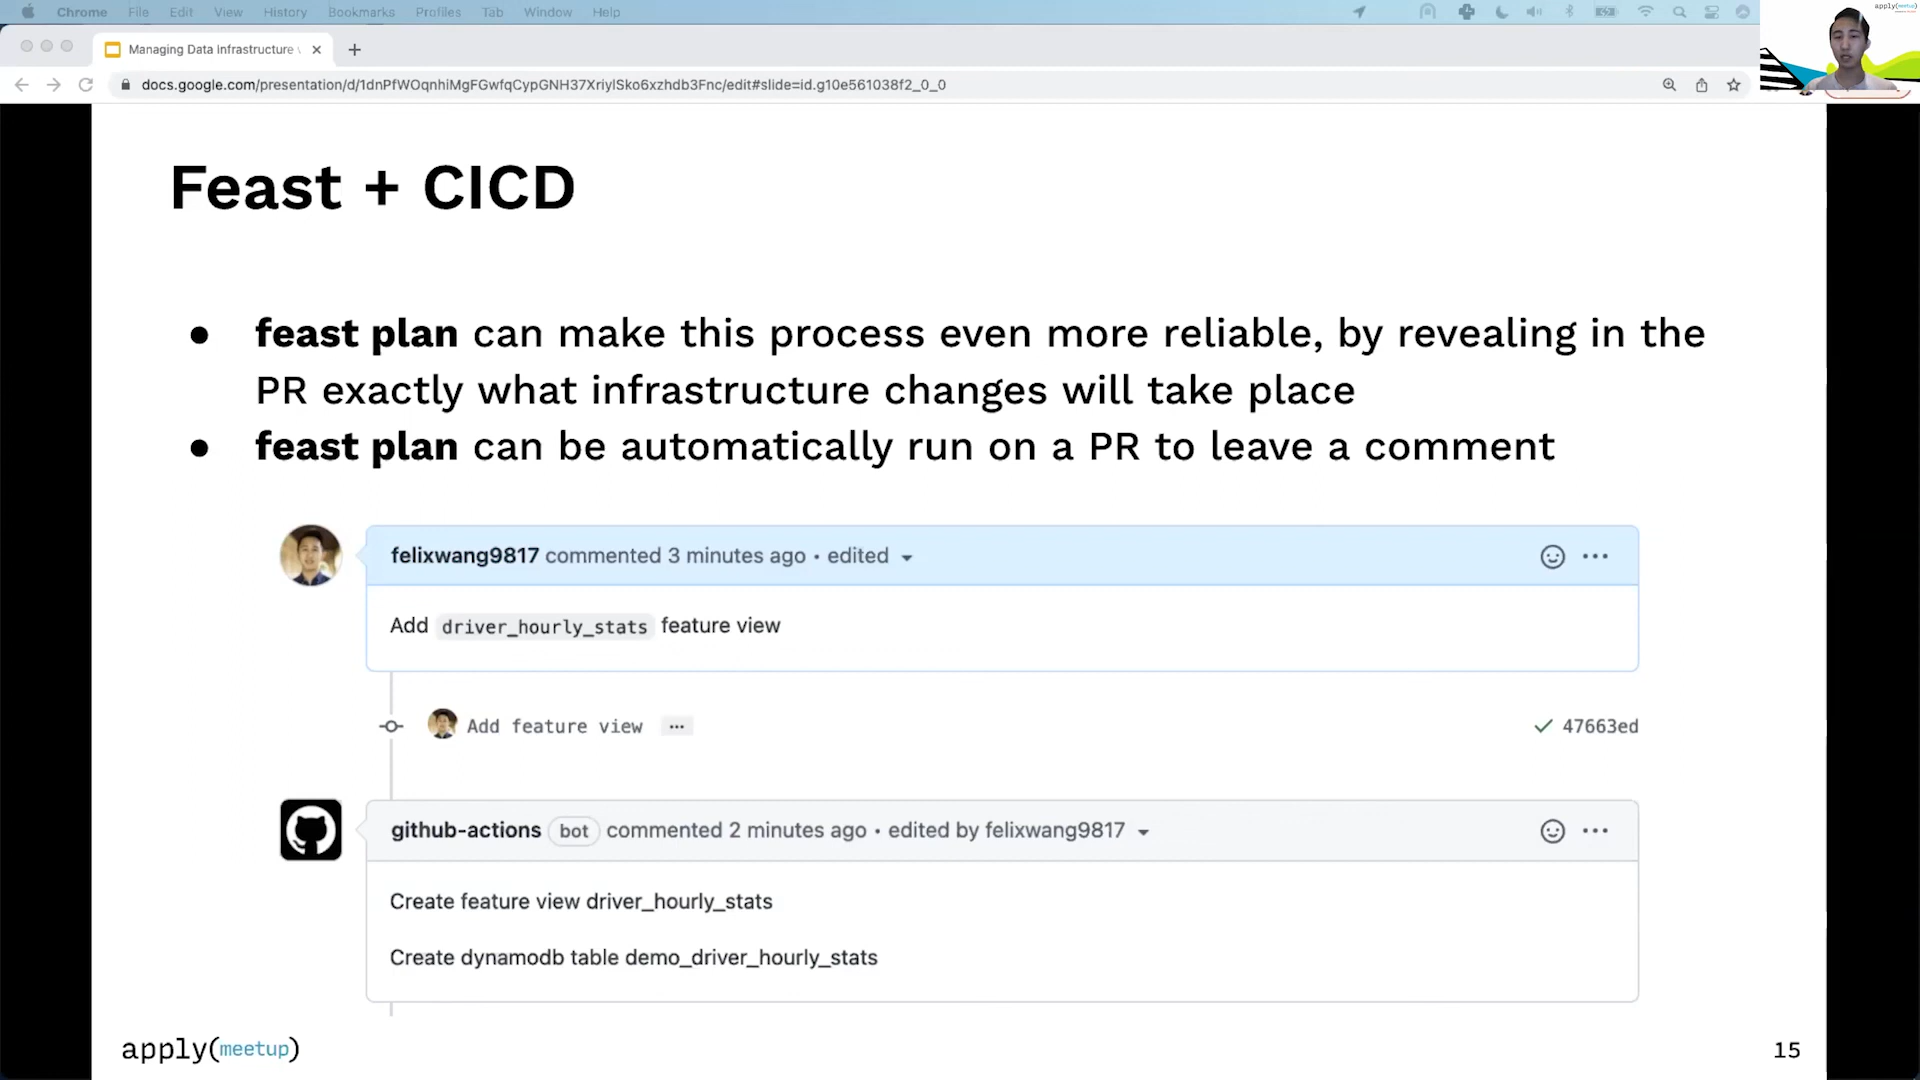 Chrome File Edit View History Bookmarks Profiles Tab Window Help
apply(meetup)
Managing Data Infrastructure
docs.google.com/presentation/d/1dnPfWOqnhiMgFGwfqCypGNH37XriylSko6xzhdb3Fnc/edit#slide=id.g10e561038f2_0_0
Feast + CICD
● feast plan can make this process even more reliable, by revealing in the
PR exactly what infrastructure changes will take place
● feast plan can be automatically run on a PR to leave a comment
felixwang9817 commented 3 minutes ago • edited
Add driver_hourly_stats feature view
Add feature view ... 47663ed
github-actions bot commented 2 minutes ago • edited by felixwang9817
Create feature view driver_hourly_stats
Create dynamodb table demo_driver_hourly_stats
apply(meetup)
15